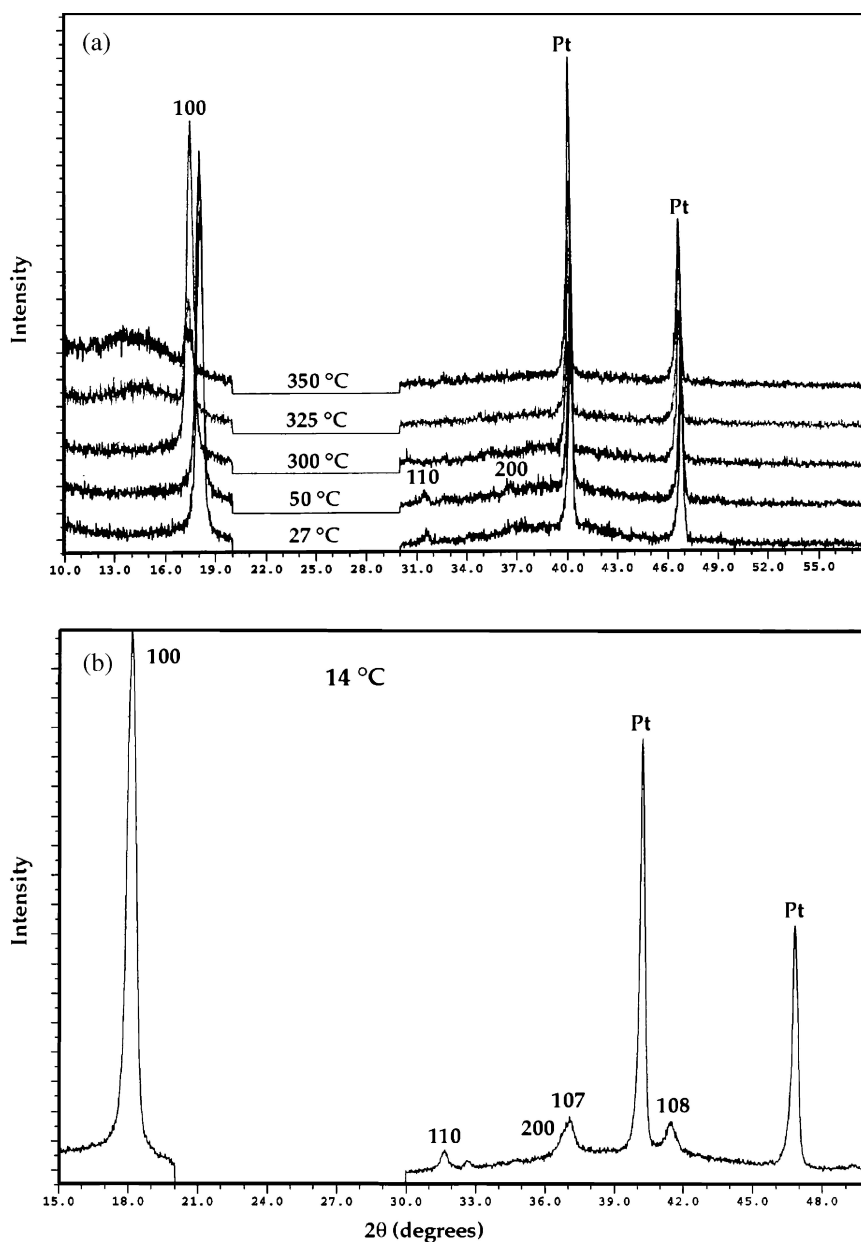 (a)
Pt
100
Pt
Intensity
350 °C
325 °C
300 °C
110
200
50 °C
27 °C
10.0 13.0 16.0 19.0 22.0 25.0 28.0 31.0 34.0 37.0 40.0 43.0 46.0 49.0 52.0 55.0
(b)
100
14 °C
Pt
Pt
Intensity
107
200
108
110
15.0 18.0 21.0 24.0 27.0 30.0 33.0 36.0 39.0 42.0 45.0 48.0
2θ (degrees)